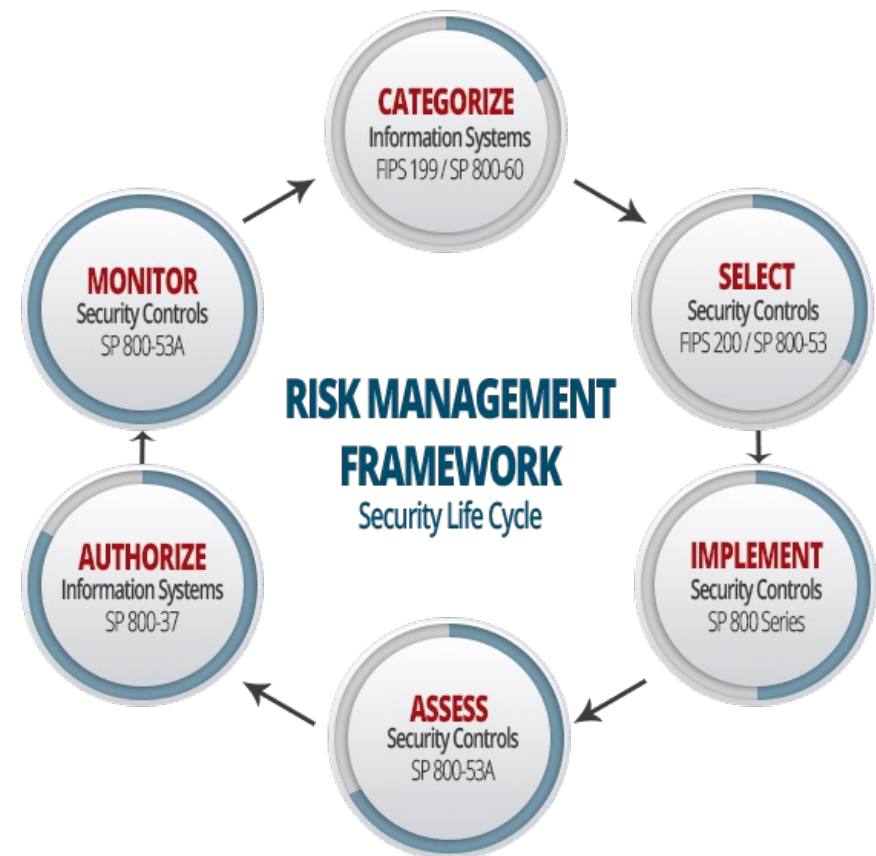 CATEGORIZE
Information Systems
FIPS 199 / SP 800-60
SELECT
Security Controls
FIPS 200 / SP 800-53
IMPLEMENT
Security Controls
SP 800 Series
ASSESS
Security Controls
SP 800-53A
AUTHORIZE
Information Systems
SP 800-37
MONITOR
Security Controls
SP 800-53A
RISK MANAGEMENT
FRAMEWORK
Security Life Cycle